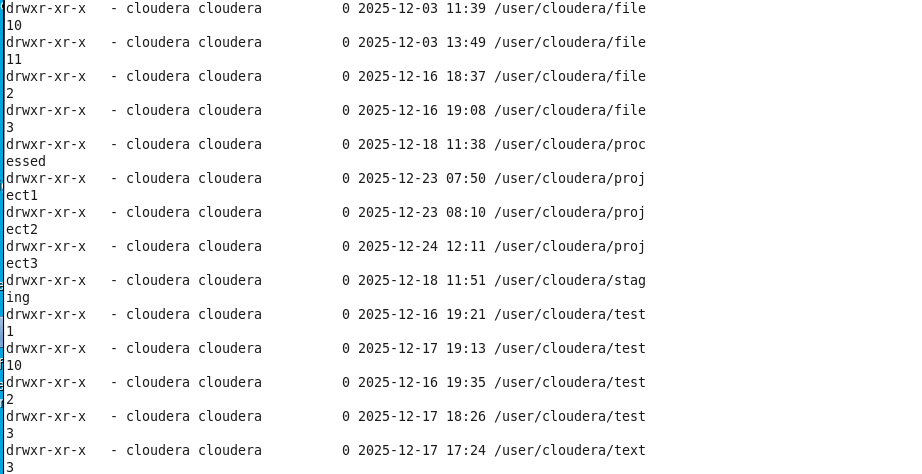 drwxr-xr-x   - cloudera cloudera          0 2025-12-03 11:39 /user/cloudera/file
10
drwxr-xr-x   - cloudera cloudera          0 2025-12-03 13:49 /user/cloudera/file
11
drwxr-xr-x   - cloudera cloudera          0 2025-12-16 18:37 /user/cloudera/file
2
drwxr-xr-x   - cloudera cloudera          0 2025-12-16 19:08 /user/cloudera/file
3
drwxr-xr-x   - cloudera cloudera          0 2025-12-18 11:38 /user/cloudera/proc
essed
drwxr-xr-x   - cloudera cloudera          0 2025-12-23 07:50 /user/cloudera/proj
ect1
drwxr-xr-x   - cloudera cloudera          0 2025-12-23 08:10 /user/cloudera/proj
ect2
drwxr-xr-x   - cloudera cloudera          0 2025-12-24 12:11 /user/cloudera/proj
ect3
drwxr-xr-x   - cloudera cloudera          0 2025-12-18 11:51 /user/cloudera/stag
ing
drwxr-xr-x   - cloudera cloudera          0 2025-12-16 19:21 /user/cloudera/test
1
drwxr-xr-x   - cloudera cloudera          0 2025-12-17 19:13 /user/cloudera/test
10
drwxr-xr-x   - cloudera cloudera          0 2025-12-16 19:35 /user/cloudera/test
2
drwxr-xr-x   - cloudera cloudera          0 2025-12-17 18:26 /user/cloudera/test
3
drwxr-xr-x   - cloudera cloudera          0 2025-12-17 17:24 /user/cloudera/text
3